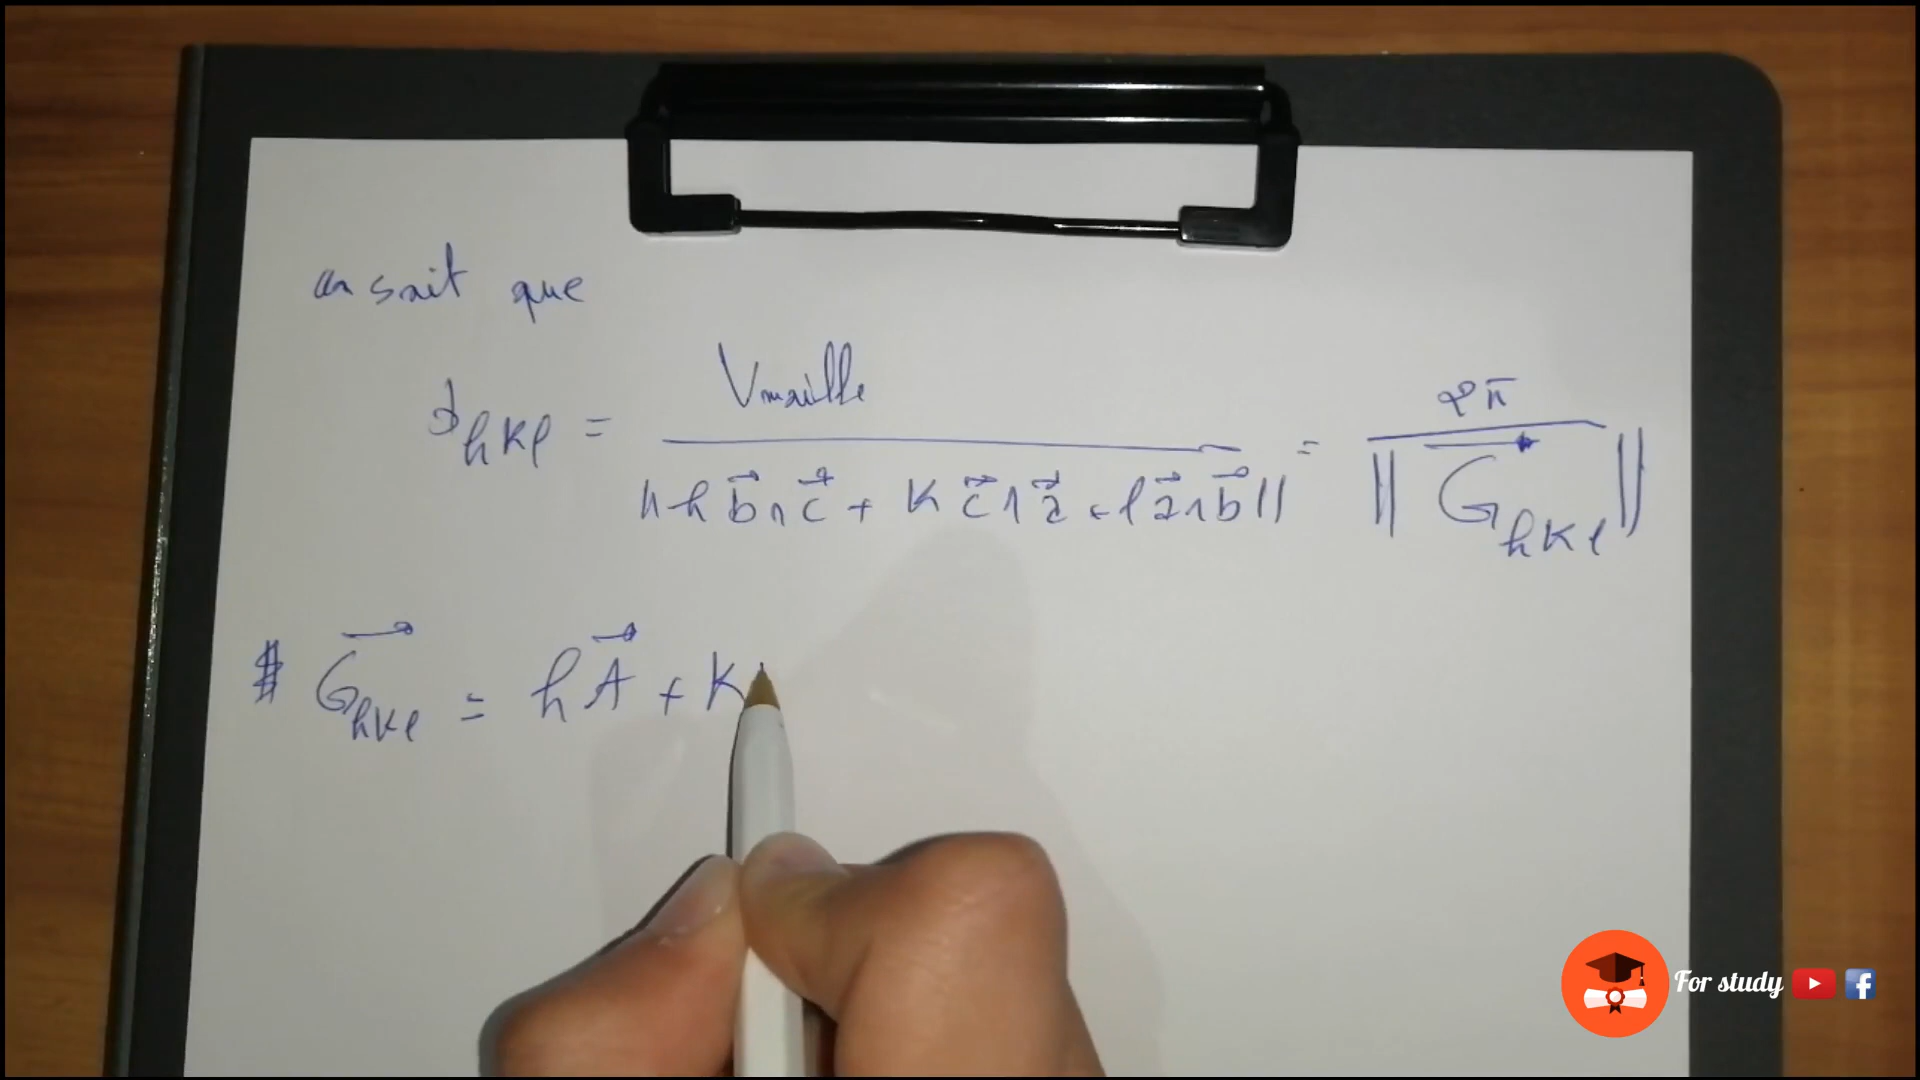 on sait que
d_hkl = V_maille / ||h b⃗ ∧ c⃗ + k c⃗ ∧ a⃗ + l a⃗ ∧ b⃗|| = 2π / ||G⃗_hkl||
# G⃗_hkl = h A⃗ + K
For study